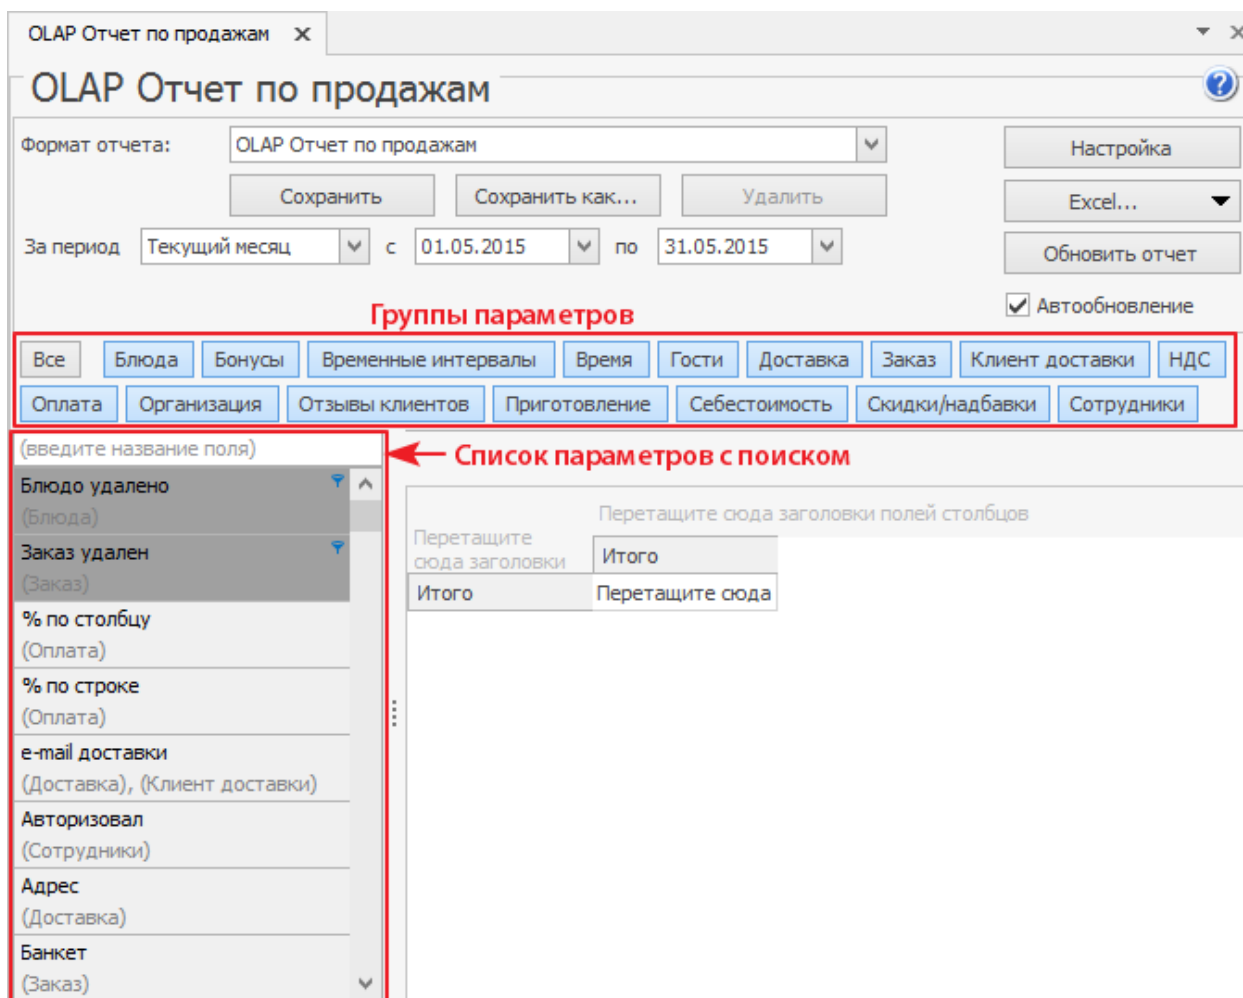 OLAP Отчет по продажам
OLAP Отчет по продажам
Формат отчета: OLAP Отчет по продажам Настройка
Сохранить Сохранить как... Удалить Excel...
За период Текущий месяц с 01.05.2015 по 31.05.2015 Обновить отчет
Автообновление
Группы параметров
Все Блюда Бонусы Временные интервалы Время Гости Доставка Заказ Клиент доставки НДС
Оплата Организация Отзывы клиентов Приготовление Себестоимость Скидки/надбавки Сотрудники
(введите название поля)
Список параметров с поиском
Блюдо удалено
(Блюда)
Заказ удален
(Заказ)
% по столбцу
(Оплата)
% по строке
(Оплата)
e-mail доставки
(Доставка), (Клиент доставки)
Авторизовал
(Сотрудники)
Адрес
(Доставка)
Банкет
(Заказ)
Перетащите сюда заголовки полей столбцов
Перетащите
сюда заголовки
Итого
Итого Перетащите сюда